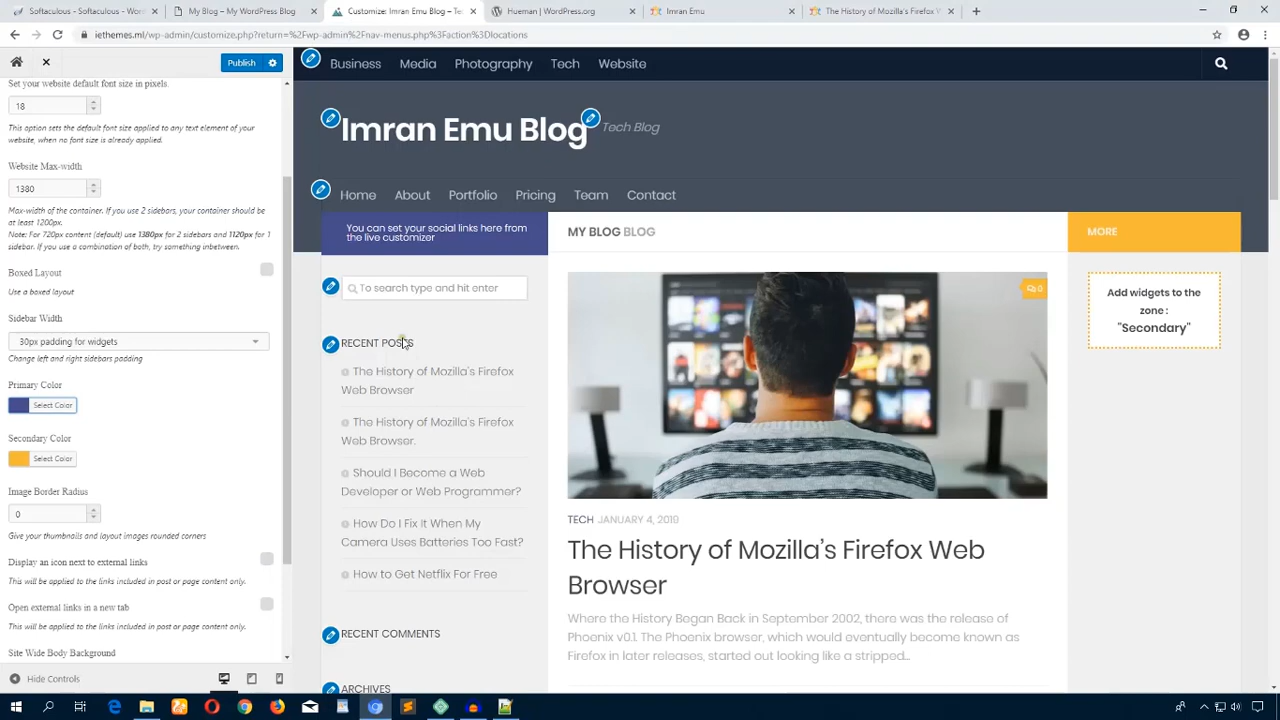 Softalics - Your Website is our m
My Blog – My WordPress Blog
Customize: Imran Emu Blog – Te
Hueman | WordPress.org
Imran Emu
The History of Mozilla's Firefox W
iethemes.ml/wp-admin/customize.php?return=%2Fwp-admin%2Fnav-menus.php%3Faction%3Dlocations
Publish
Business
Media
Photography
Tech
Website
Set your website default font size in pixels.
18
This option sets the default font size applied to any text element of your
website, when no font size is already applied.
Imran Emu Blog
Tech Blog
Website Max-width
1380
Max-width of the container. If you use 2 sidebars, your container should be
at least 1200px.
Note: For 720px content (default) use 1380px for 2 sidebars and 1120px for 1
sidebar. If you use a combination of both, try something inbetween.
Home
About
Portfolio
Pricing
Team
Contact
You can set your social links here from
the live customizer
MY BLOG BLOG
MORE
Boxed Layout
Use a boxed layout
To search type and hit enter
0
Add widgets to the
zone :
"Secondary"
Sidebar Width
30px padding for widgets
Change left and right sidebars padding
RECENT POSTS
The History of Mozilla's Firefox
Web Browser
The History of Mozilla's Firefox
Web Browser.
Should I Become a Web
Developer or Web Programmer?
How Do I Fix It When My
Camera Uses Batteries Too Fast?
How to Get Netflix For Free
Primary Color
Select Color
Secondary Color
Select Color
Image Border Radius
0
Give your thumbnails and layout images rounded corners
Display an icon next to external links
This will be applied to the links included in post or page content only.
Open external links in a new tab
This will be applied to the links included in post or page content only.
Site Wide Body Background
TECH JANUARY 4, 2019
The History of Mozilla's Firefox Web
Browser
Where the History Began Back in September 2002, there was the release of
Phoenix v0.1. The Phoenix browser, which would eventually become known as
Firefox in later releases, started out looking like a stripped...
RECENT COMMENTS
ARCHIVES
Hide Controls